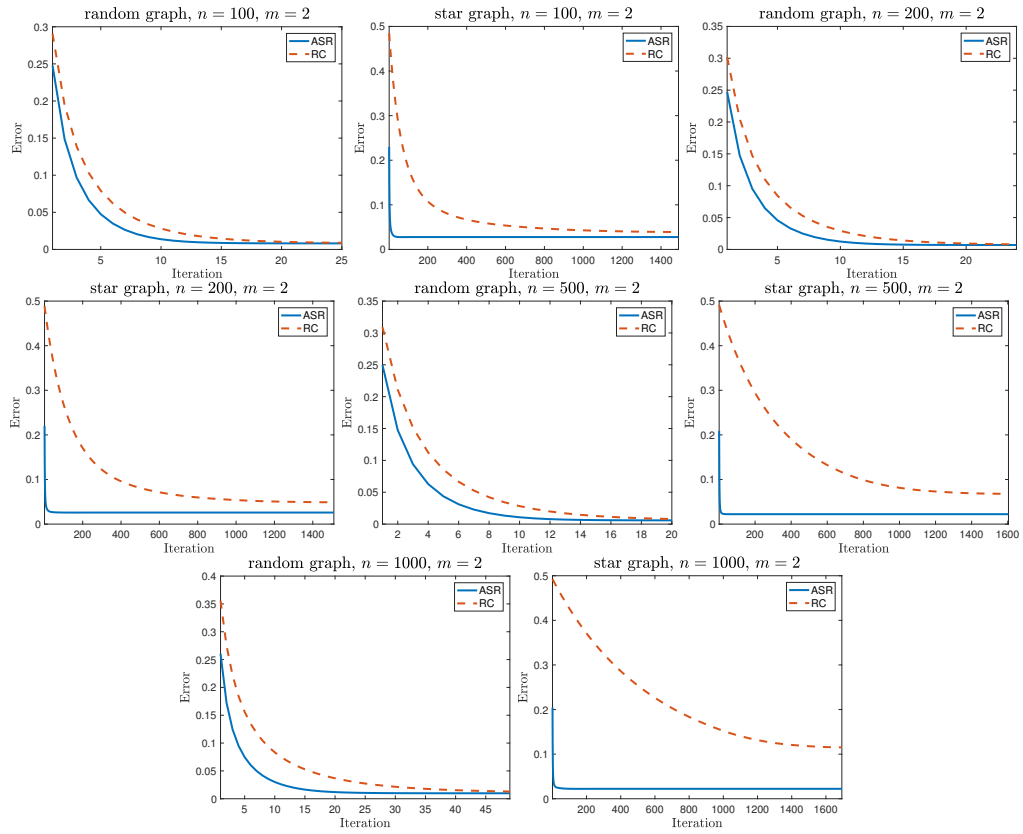 random graph, n = 100, m = 2
0.3
0.25
0.2
0.15
0.1
0.05
0
Error
5 10 15 20 25
Iteration
ASR
RC
star graph, n = 100, m = 2
0.5
0.4
0.3
0.2
0.1
0
Error
200 400 600 800 1000 1200 1400
Iteration
ASR
RC
random graph, n = 200, m = 2
0.35
0.3
0.25
0.2
0.15
0.1
0.05
0
Error
5 10 15 20
Iteration
ASR
RC
star graph, n = 200, m = 2
0.5
0.4
0.3
0.2
0.1
0
Error
200 400 600 800 1000 1200 1400
Iteration
ASR
RC
random graph, n = 500, m = 2
0.35
0.3
0.25
0.2
0.15
0.1
0.05
0
Error
2 4 6 8 10 12 14 16 18 20
Iteration
ASR
RC
star graph, n = 500, m = 2
0.5
0.4
0.3
0.2
0.1
0
Error
200 400 600 800 1000 1200 1400 1600
Iteration
ASR
RC
random graph, n = 1000, m = 2
0.4
0.35
0.3
0.25
0.2
0.15
0.1
0.05
0
Error
5 10 15 20 25 30 35 40 45
Iteration
ASR
RC
star graph, n = 1000, m = 2
0.5
0.4
0.3
0.2
0.1
0
Error
200 400 600 800 1000 1200 1400 1600
Iteration
ASR
RC